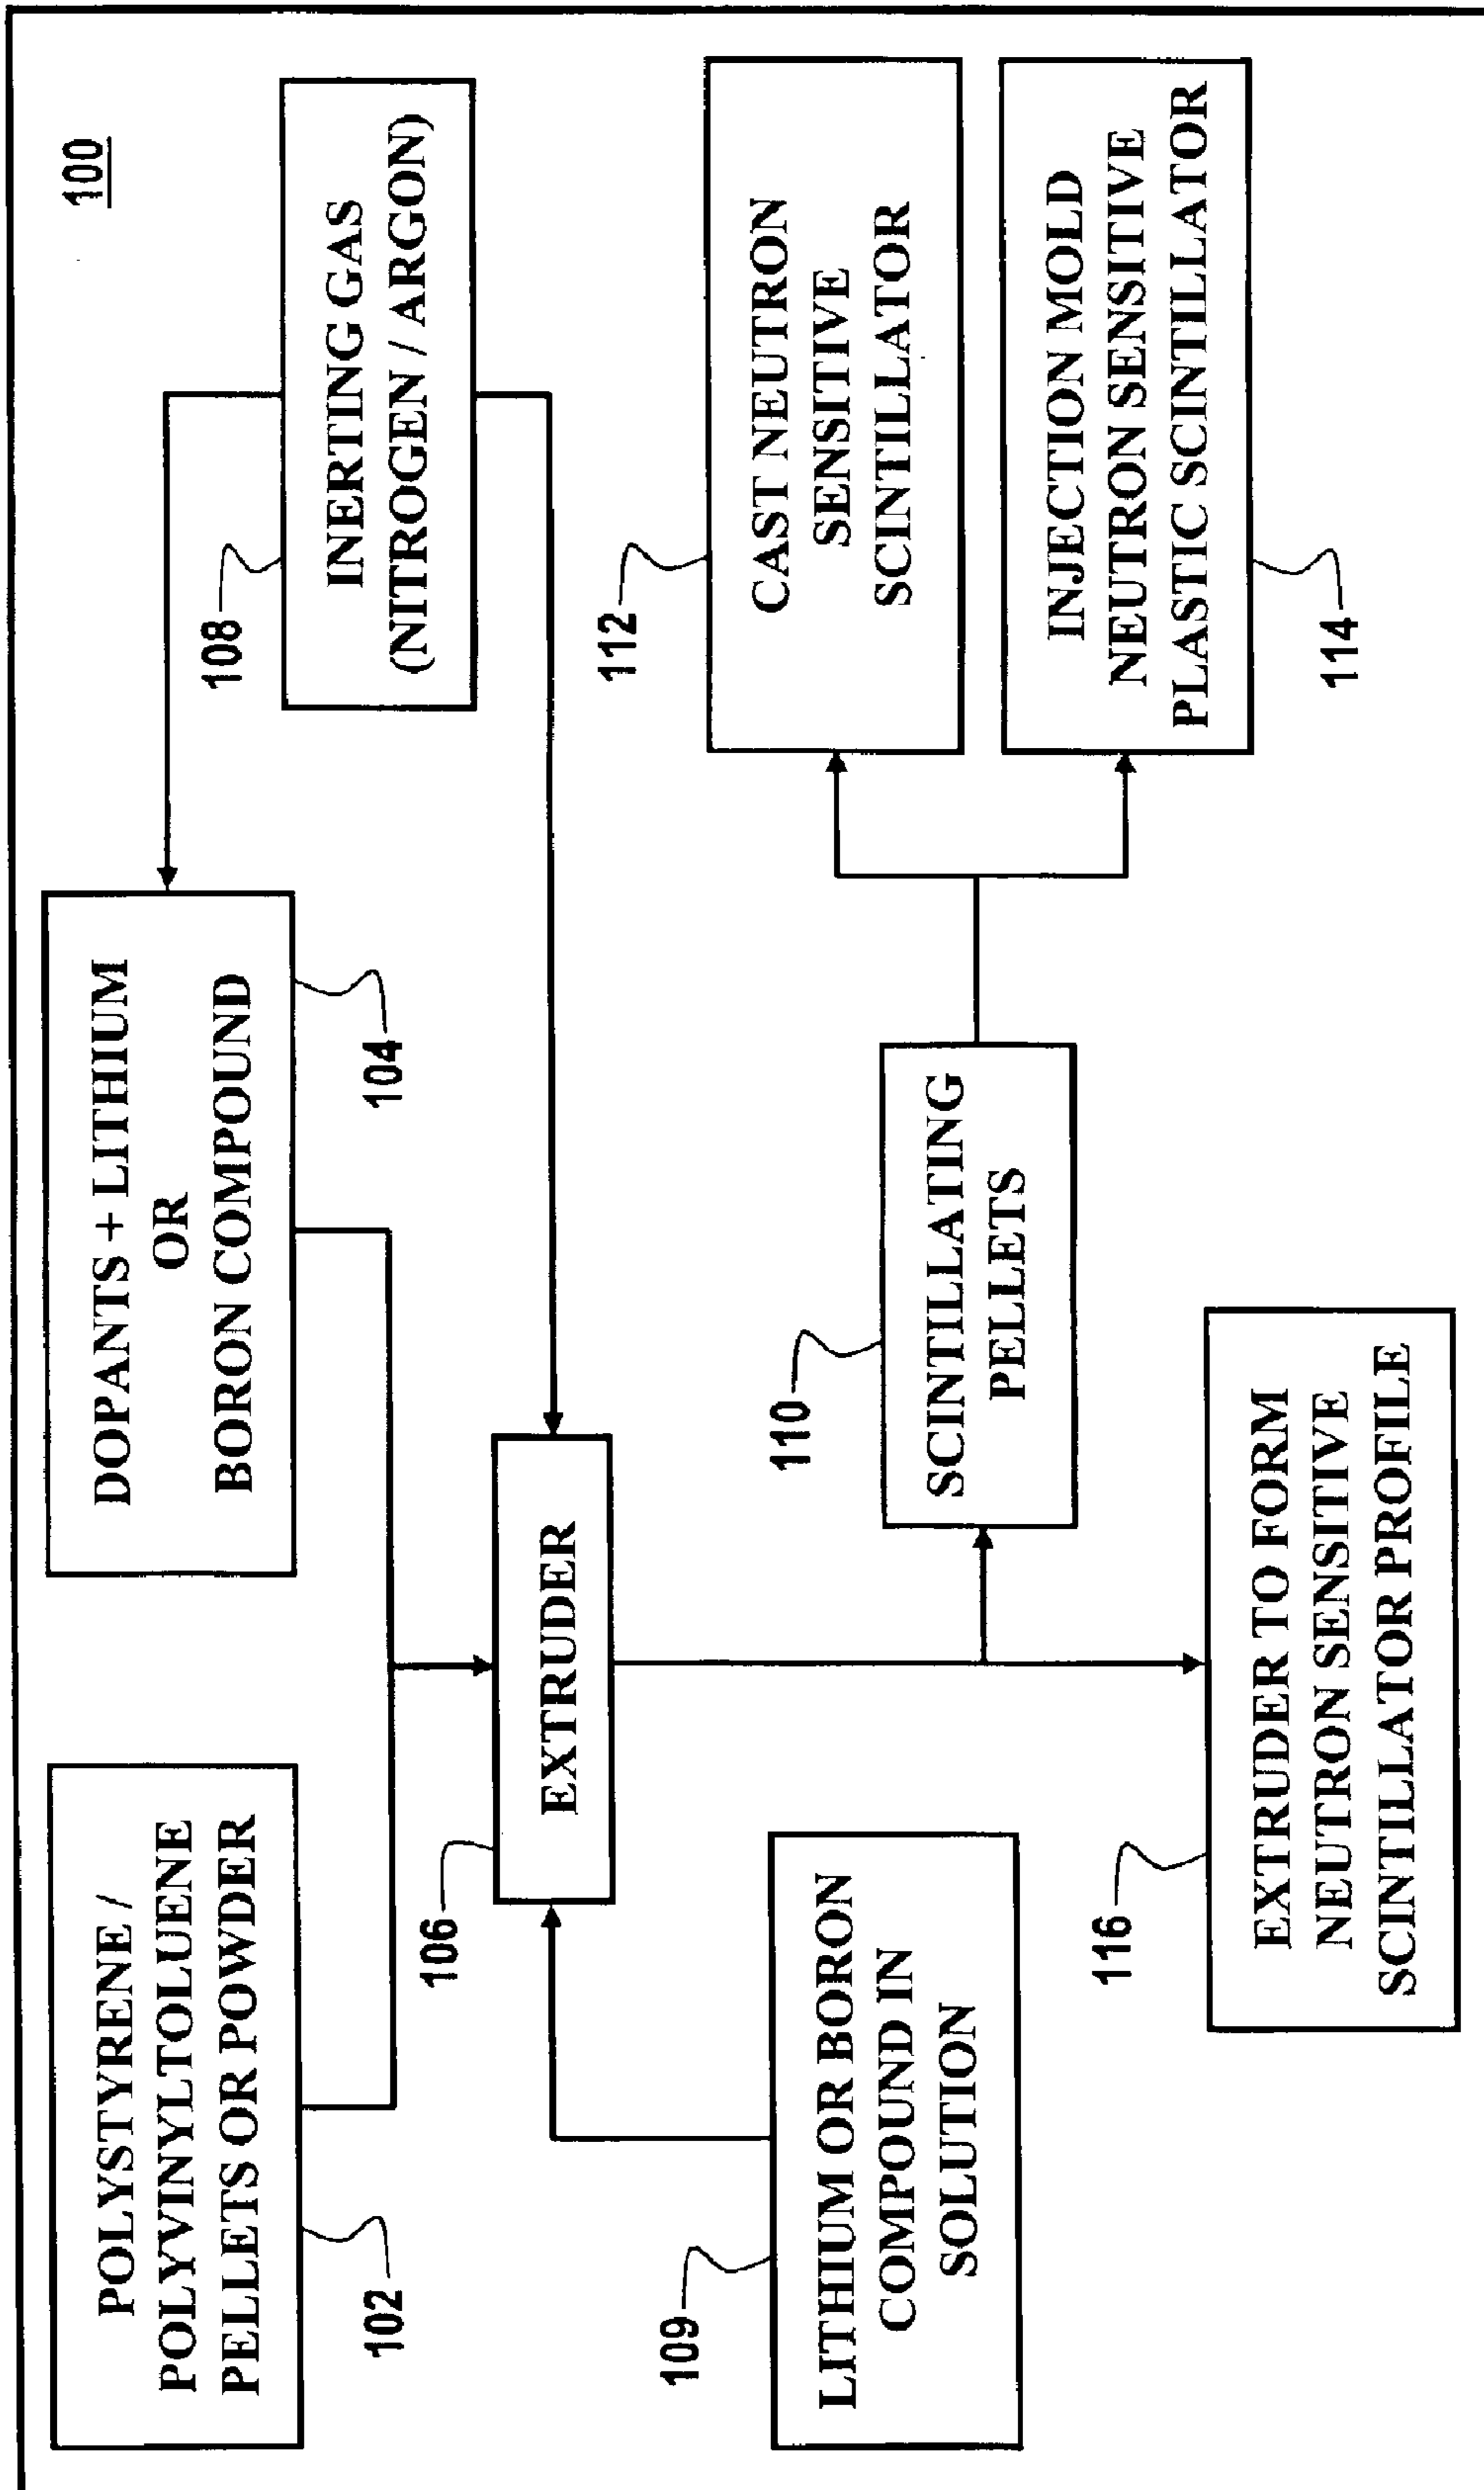 100
POLYSTYRENE /
POLYVINYLTOLUENE
PELLETS OR POWDER
102
DOPANTS + LITHIUM
OR
BORON COMPOUND
104
INERTING GAS
(NITROGEN / ARGON)
108
EXTRUDER
106
LITHIUM OR BORON
COMPOUND IN
SOLUTION
109
SCINTILLATING
PELLETS
110
CAST NEUTRON
SENSITIVE
SCINTILLATOR
112
INJECTION MOLD
NEUTRON SENSITIVE
PLASTIC SCINTILLATOR
114
EXTRUDER TO FORM
NEUTRON SENSITIVE
SCINTILLATOR PROFILE
116